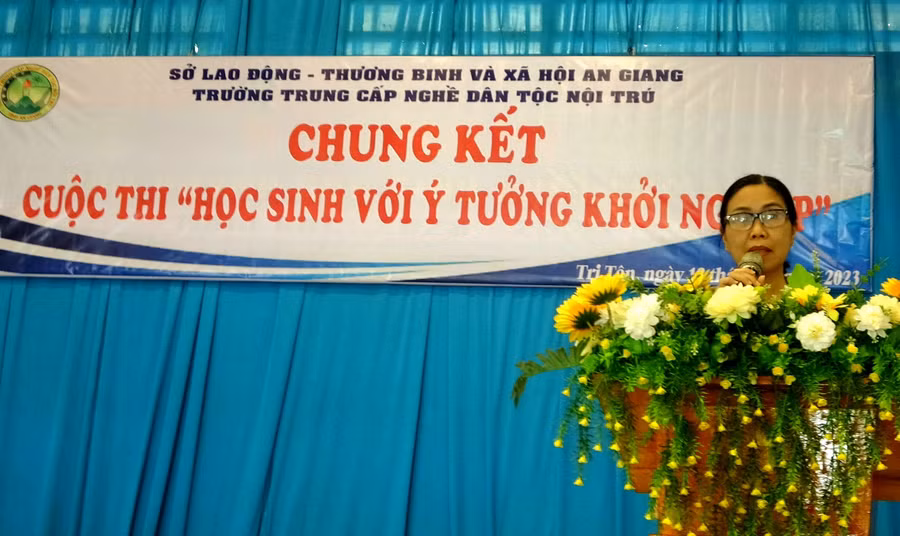 SỞ LAO ĐỘNG - THƯƠNG BINH VÀ XÃ HỘI AN GIANG
TRƯỜNG TRUNG CẤP NGHỀ DÂN TỘC NỘI TRÚ
CHUNG KẾT
CUỘC THI "HỌC SINH VỚI Ý TƯỞNG KHỞI
Tri Tôn, ngày 2023